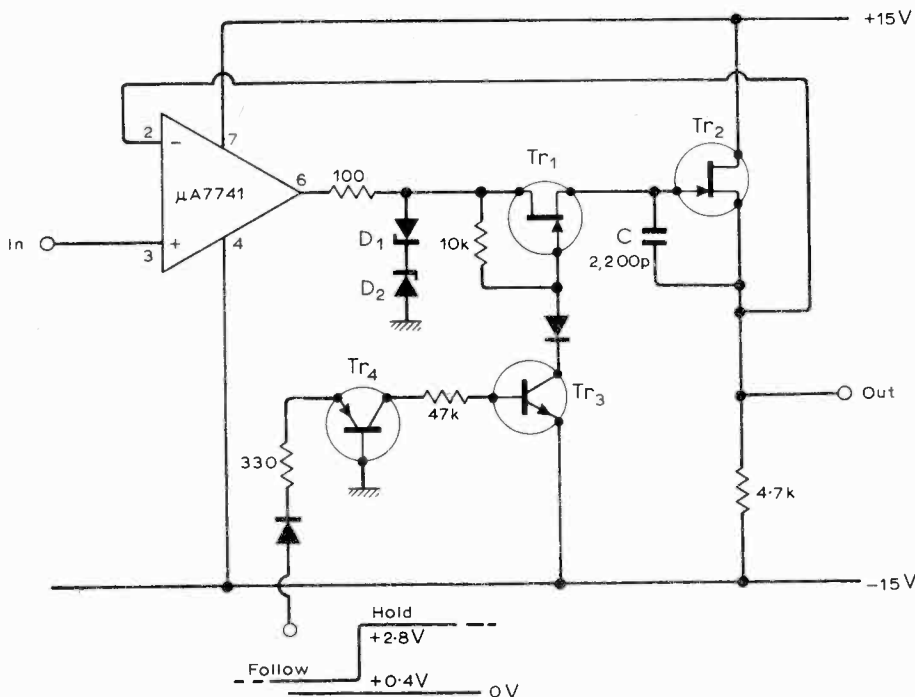 +15V
2
−
7
Tr2
Tr1
6
100
μA7741
In
+
3
4
D1
10k
C
2,200p
D2
Tr4
Tr3
Out
47k
330
4·7k
−15V
Hold
+2·8V
Follow
+0·4V
0V